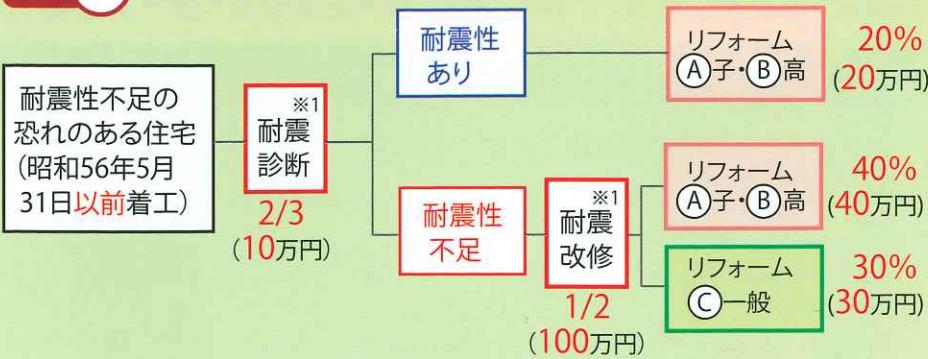 耐震性不足の
恐れのある住宅
(昭和56年5月
31日以前着工)
※1
耐震
診断
2/3
(10万円)
耐震性
あり
リフォーム
Ⓐ子・Ⓑ高
20%
(20万円)
耐震性
不足
※1
耐震
改修
1/2
(100万円)
リフォーム
Ⓐ子・Ⓑ高
40%
(40万円)
リフォーム
Ⓒ一般
30%
(30万円)